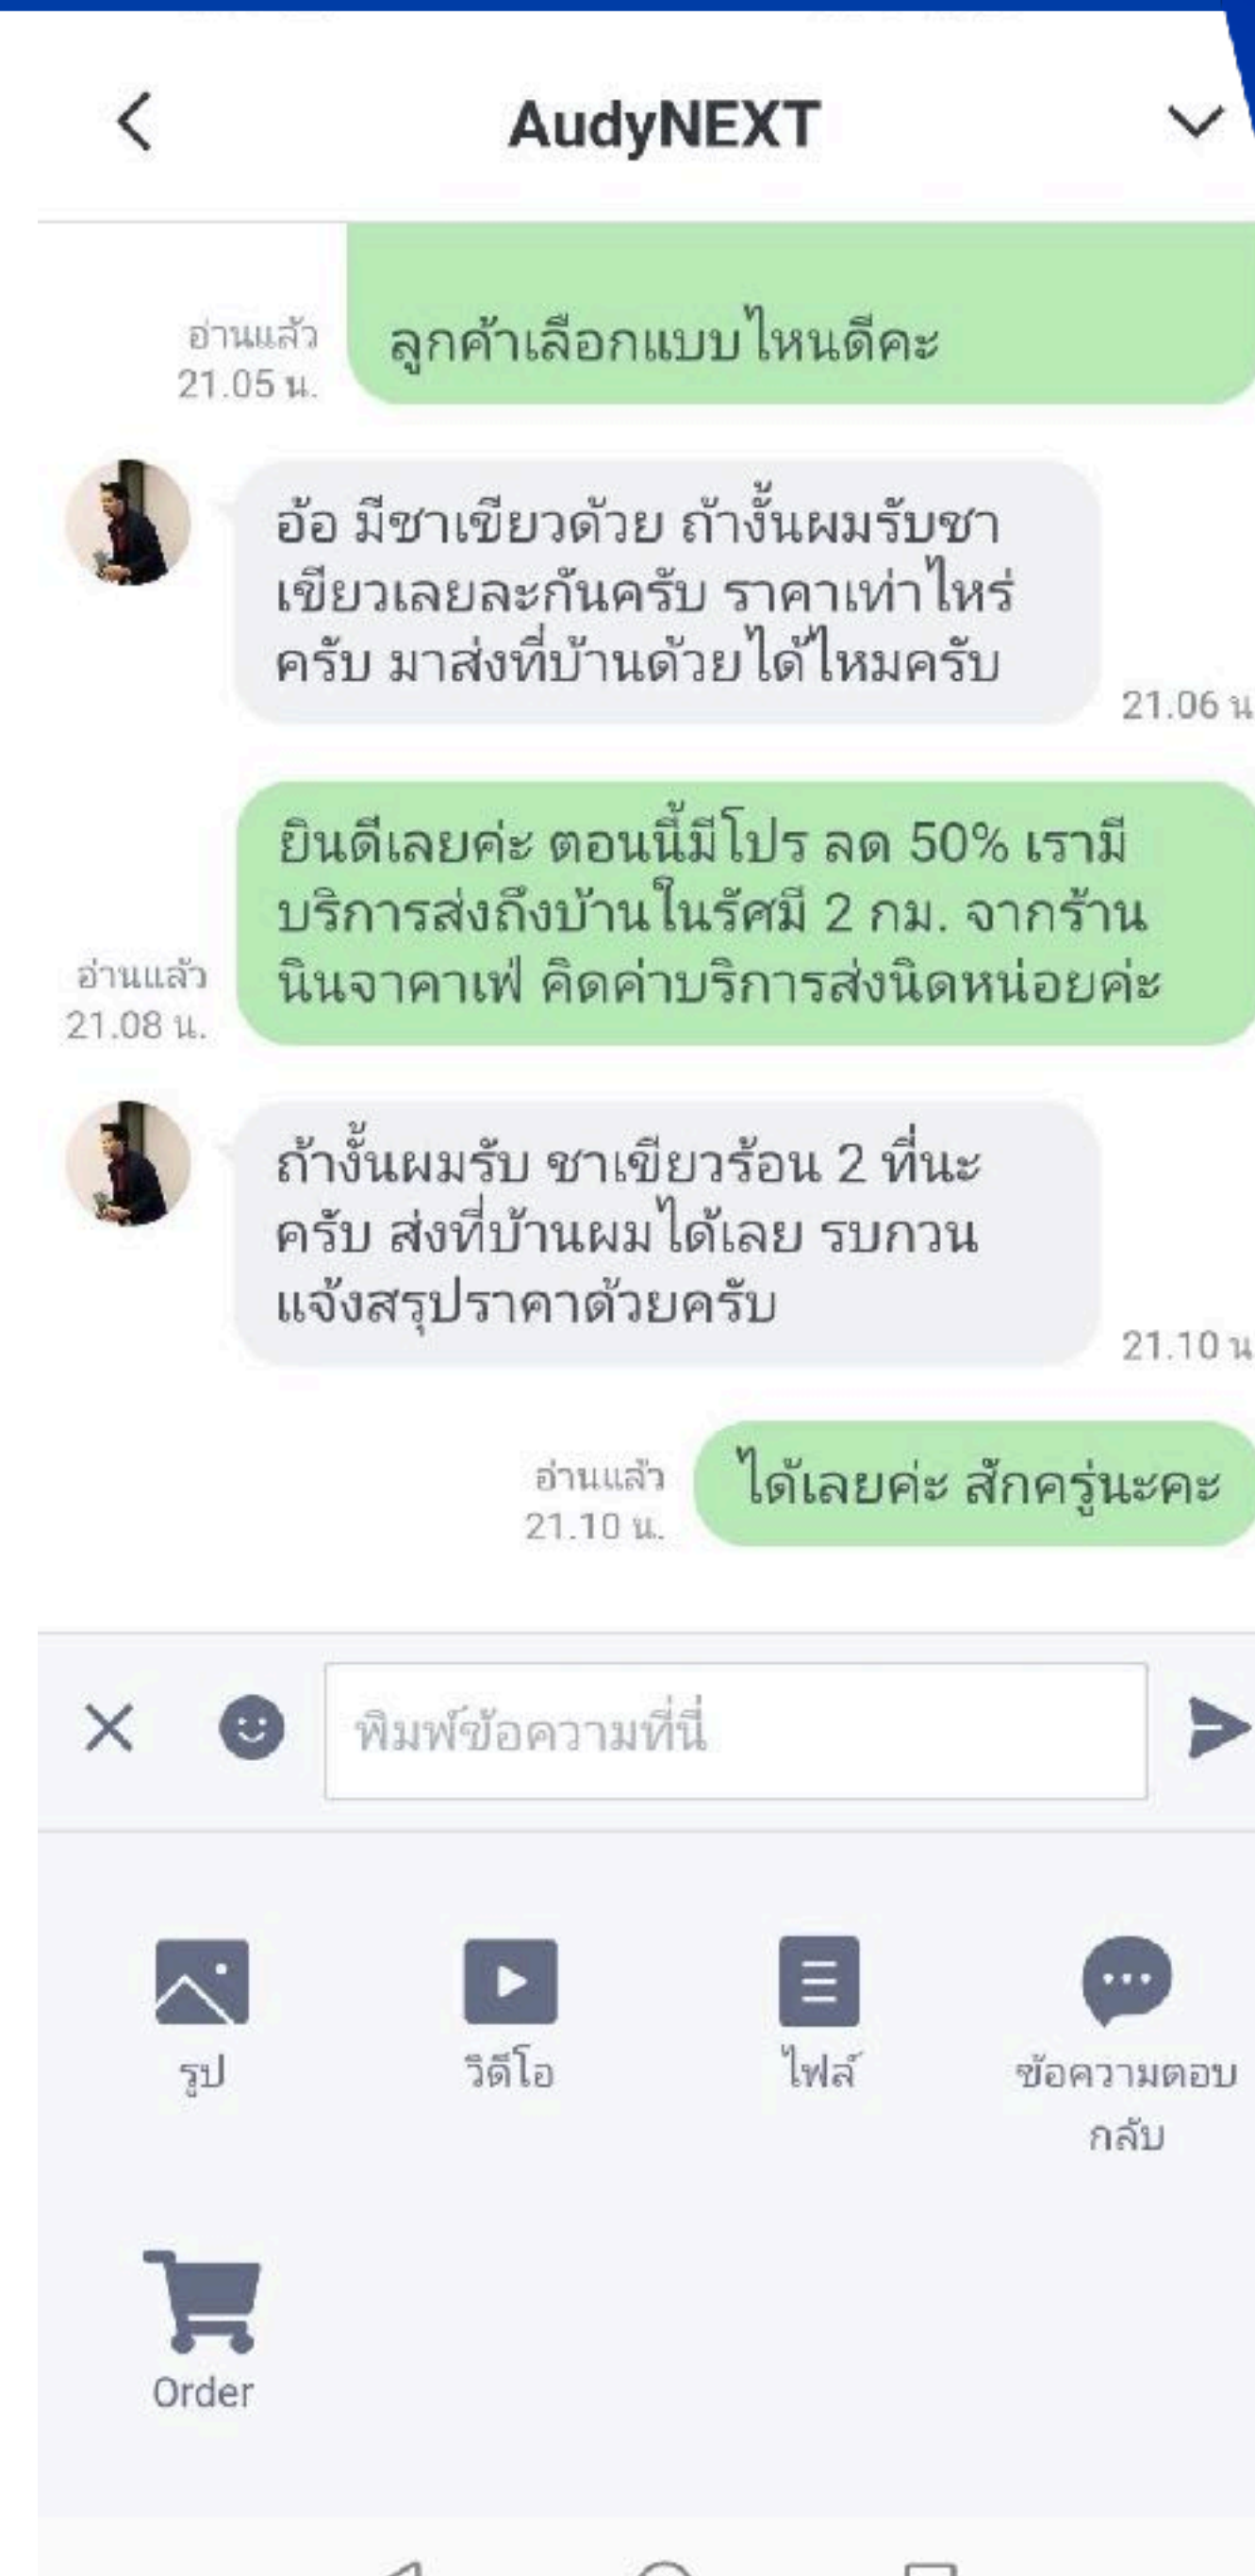 AudyNEXT
ลูกค้าเลือกแบบไหนดีคะ
อ่านแล้ว
21.05 น.
อ้อ มีชาเขียวด้วย ถ้างั้นผมรับชา
เขียวเลยละกันครับ ราคาเท่าไหร่
ครับ มาส่งที่บ้านด้วยได้ไหมครับ
21.06 น
ยินดีเลยค่ะ ตอนนี้มีโปร ลด 50% เรามี
บริการส่งถึงบ้านในรัศมี 2 กม. จากร้าน
นินจาคาเฟ่ คิดค่าบริการส่งนิดหน่อยค่ะ
อ่านแล้ว
21.08 น.
ถ้างั้นผมรับ ชาเขียวร้อน 2 ที่นะ
ครับ ส่งที่บ้านผมได้เลย รบกวน
แจ้งสรุปราคาด้วยครับ
21.10 น
ได้เลยค่ะ สักครู่นะคะ
อ่านแล้ว
21.10 น.
พิมพ์ข้อความที่นี่
รูป
วิดีโอ
ไฟล์
ข้อความตอบ
กลับ
Order